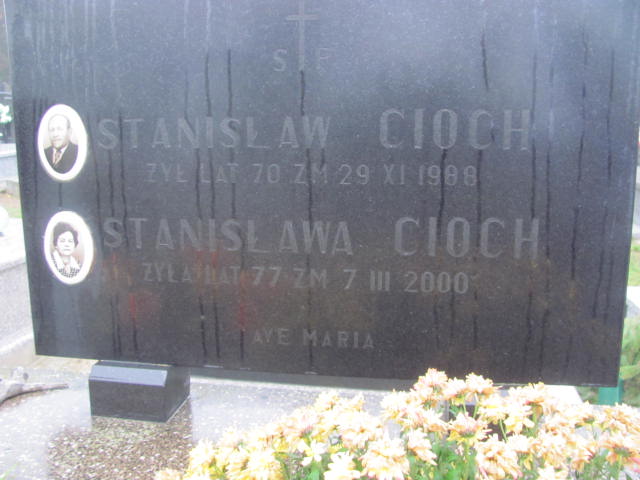 S P
STANISŁAW CIOCH
ŻYŁ LAT 70 ZM 29 XI 1988
STANISŁAWA CIOCH
ŻYŁA LAT 77 ZM 7 III 2000
AVE MARIA